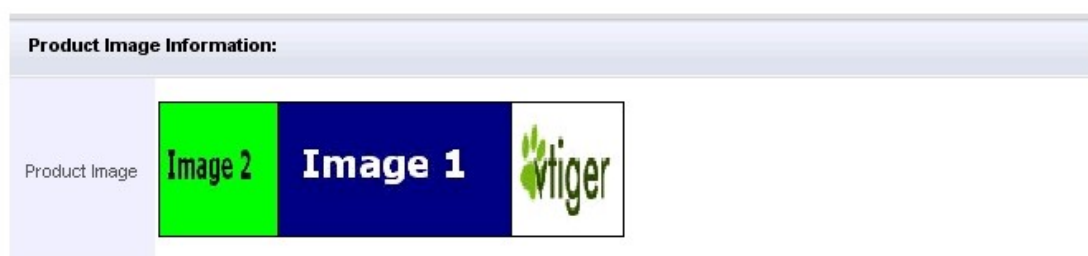 Product Image Information:
Product Image
Image 2
Image 1
vtiger